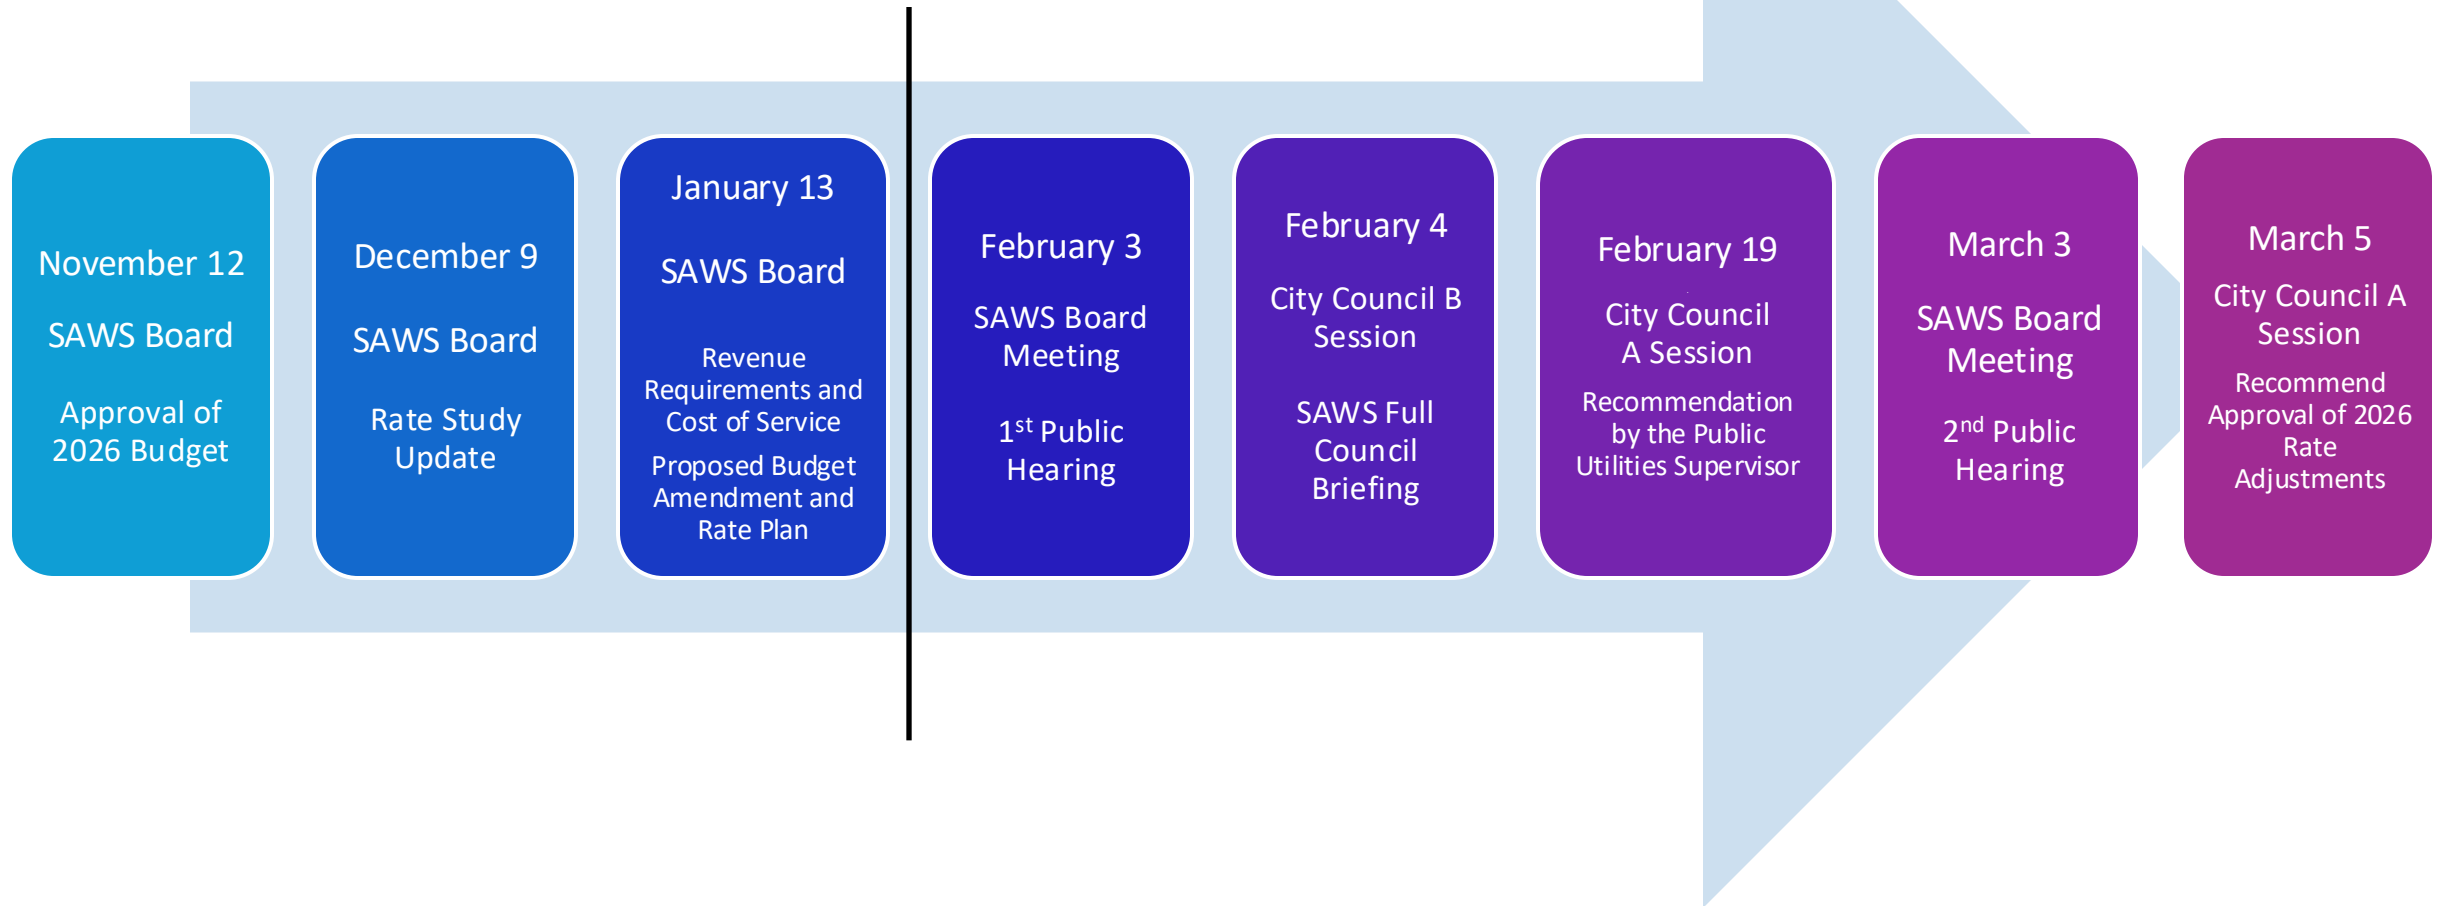 November 12
SAWS Board
Approval of
2026 Budget
December 9
SAWS Board
Rate Study
Update
January 13
SAWS Board
Revenue
Requirements and
Cost of Service
Proposed Budget
Amendment and
Rate Plan
February 3
SAWS Board
Meeting
1st Public
Hearing
February 4
City Council B
Session
SAWS Full
Council
Briefing
February 19
City Council
A Session
Recommendation
by the Public
Utilities Supervisor
March 3
SAWS Board
Meeting
2nd Public
Hearing
March 5
City Council A
Session
Recommend
Approval of 2026
Rate
Adjustments